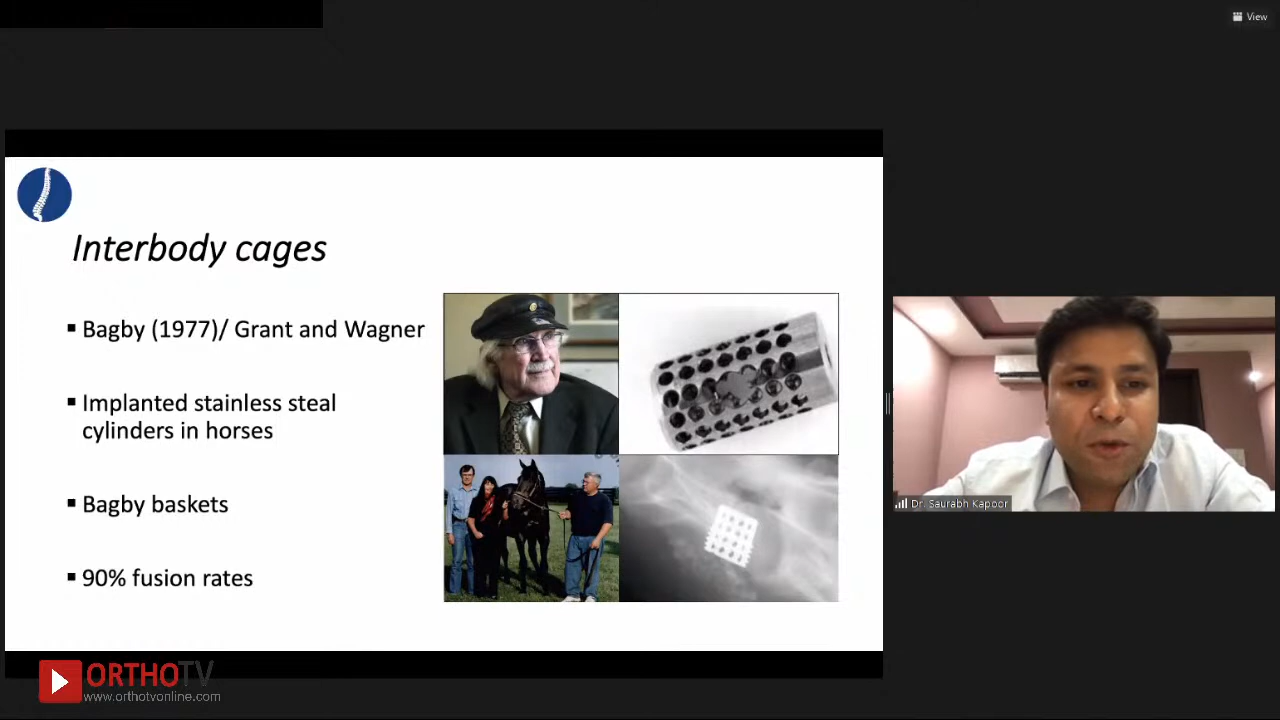 View
Interbody cages
Bagby (1977)/ Grant and Wagner
Implanted stainless steal
cylinders in horses
Bagby baskets
90% fusion rates
Dr. Saurabh Kapoor
ORTHOTV
www.orthotvonline.com